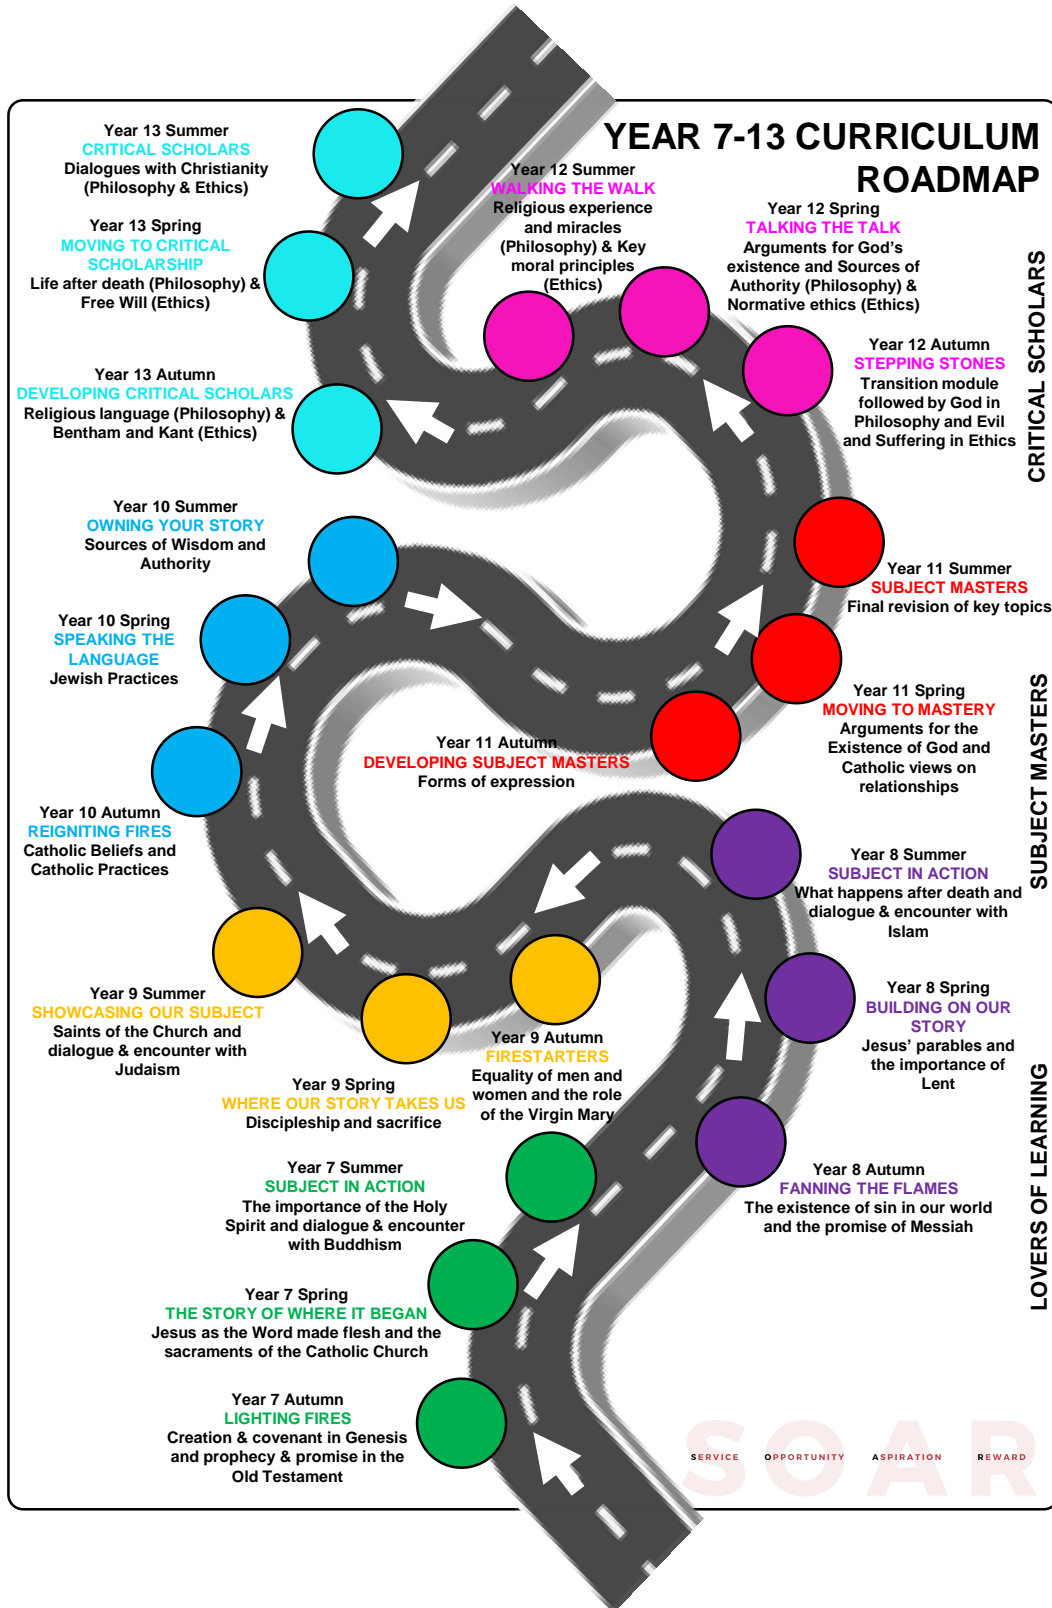 YEAR 7-13 CURRICULUM
ROADMAP
Year 13 Summer
CRITICAL SCHOLARS
Dialogues with Christianity
(Philosophy & Ethics)
Year 13 Spring
MOVING TO CRITICAL
SCHOLARSHIP
Life after death (Philosophy) &
Free Will (Ethics)
Year 13 Autumn
DEVELOPING CRITICAL SCHOLARS
Religious language (Philosophy) &
Bentham and Kant (Ethics)
Year 12 Summer
WALKING THE WALK
Religious experience
and miracles
(Philosophy) & Key
moral principles
(Ethics)
Year 12 Spring
TALKING THE TALK
Arguments for God's
existence and Sources of
Authority (Philosophy) &
Normative ethics (Ethics)
Year 12 Autumn
STEPPING STONES
Transition module
followed by God in
Philosophy and Evil
and Suffering in Ethics
CRITICAL SCHOLARS
Year 10 Summer
OWNING YOUR STORY
Sources of Wisdom and
Authority
Year 10 Spring
SPEAKING THE
LANGUAGE
Jewish Practices
Year 10 Autumn
REIGNITING FIRES
Catholic Beliefs and
Catholic Practices
Year 11 Summer
SUBJECT MASTERS
Final revision of key topics
Year 11 Spring
MOVING TO MASTERY
Arguments for the
Existence of God and
Catholic views on
relationships
Year 11 Autumn
DEVELOPING SUBJECT MASTERS
Forms of expression
SUBJECT MASTERS
Year 8 Summer
SUBJECT IN ACTION
What happens after death and
dialogue & encounter with
Islam
Year 8 Spring
BUILDING ON OUR
STORY
Jesus' parables and
the importance of
Lent
Year 8 Autumn
FANNING THE FLAMES
The existence of sin in our world
and the promise of Messiah
Year 9 Summer
SHOWCASING OUR SUBJECT
Saints of the Church and
dialogue & encounter with
Judaism
Year 9 Spring
WHERE OUR STORY TAKES US
Discipleship and sacrifice
Year 9 Autumn
FIRESTARTERS
Equality of men and
women and the role
of the Virgin Mary
LOVERS OF LEARNING
Year 7 Summer
SUBJECT IN ACTION
The importance of the Holy
Spirit and dialogue & encounter
with Buddhism
Year 7 Spring
THE STORY OF WHERE IT BEGAN
Jesus as the Word made flesh and the
sacraments of the Catholic Church
Year 7 Autumn
LIGHTING FIRES
Creation & covenant in Genesis
and prophecy & promise in the
Old Testament
SOAR
SERVICE OPPORTUNITY ASPIRATION REWARD